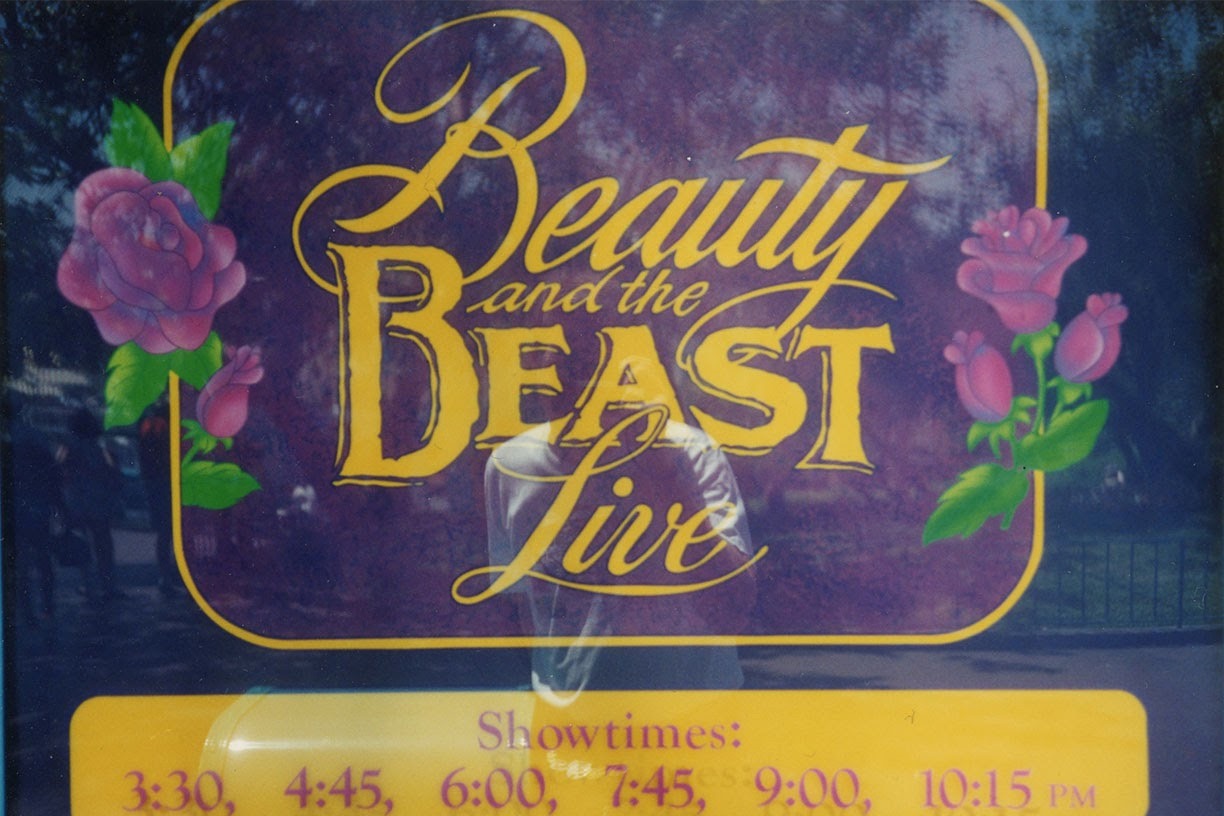 Beauty
and the
BEAST
Live
Showtimes:
3:30, 4:45, 6:00, 7:45, 9:00, 10:15 PM